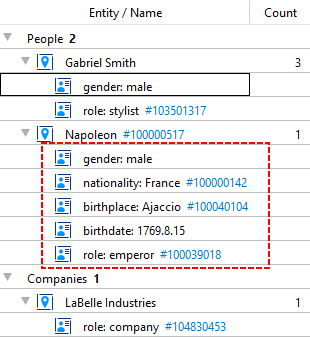 Entity / Name Count
People 2
Gabriel Smith 3
gender: male
role: stylist #103501317
Napoleon #100000517 1
gender: male
nationality: France #100000142
birthplace: Ajaccio #100040104
birthdate: 1769.8.15
role: emperor #100039018
Companies 1
LaBelle Industries 1
role: company #104830453